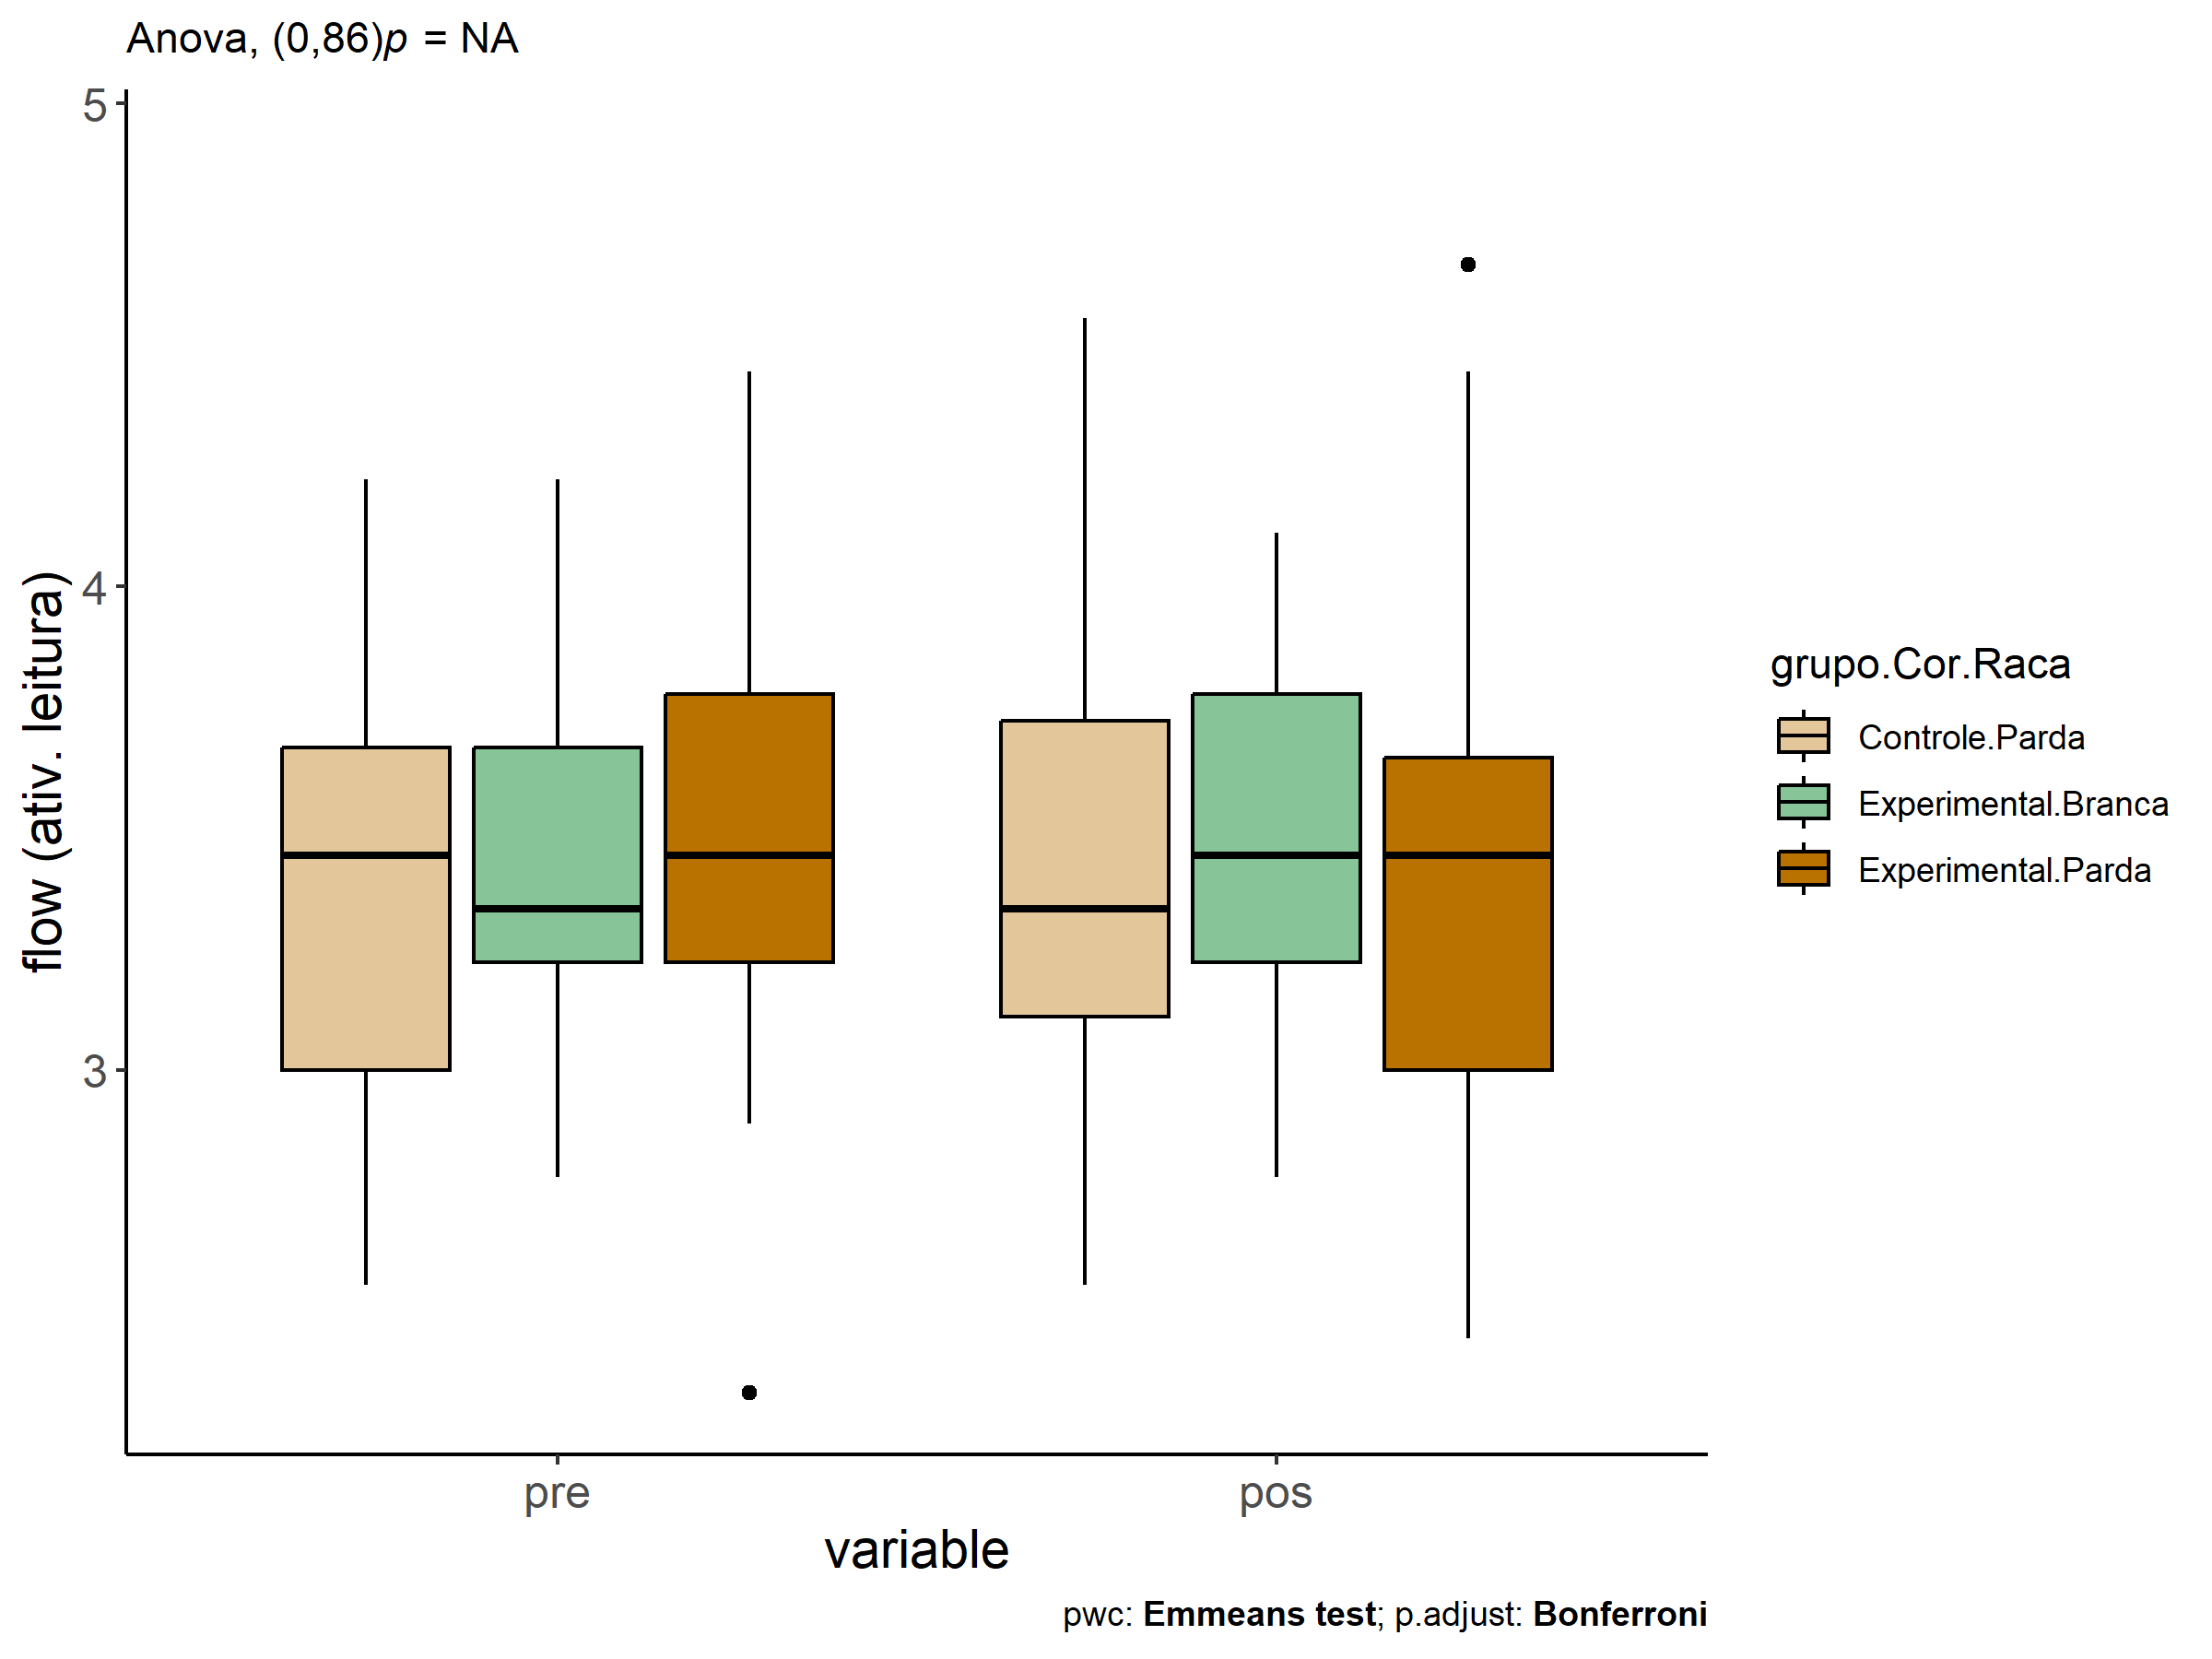 Anova, (0,86)p = NA
5
4
3
flow (ativ. leitura)
pre
pos
variable
grupo.Cor.Raca
Controle.Parda
Experimental.Branca
Experimental.Parda
pwc: Emmeans test; p.adjust: Bonferroni